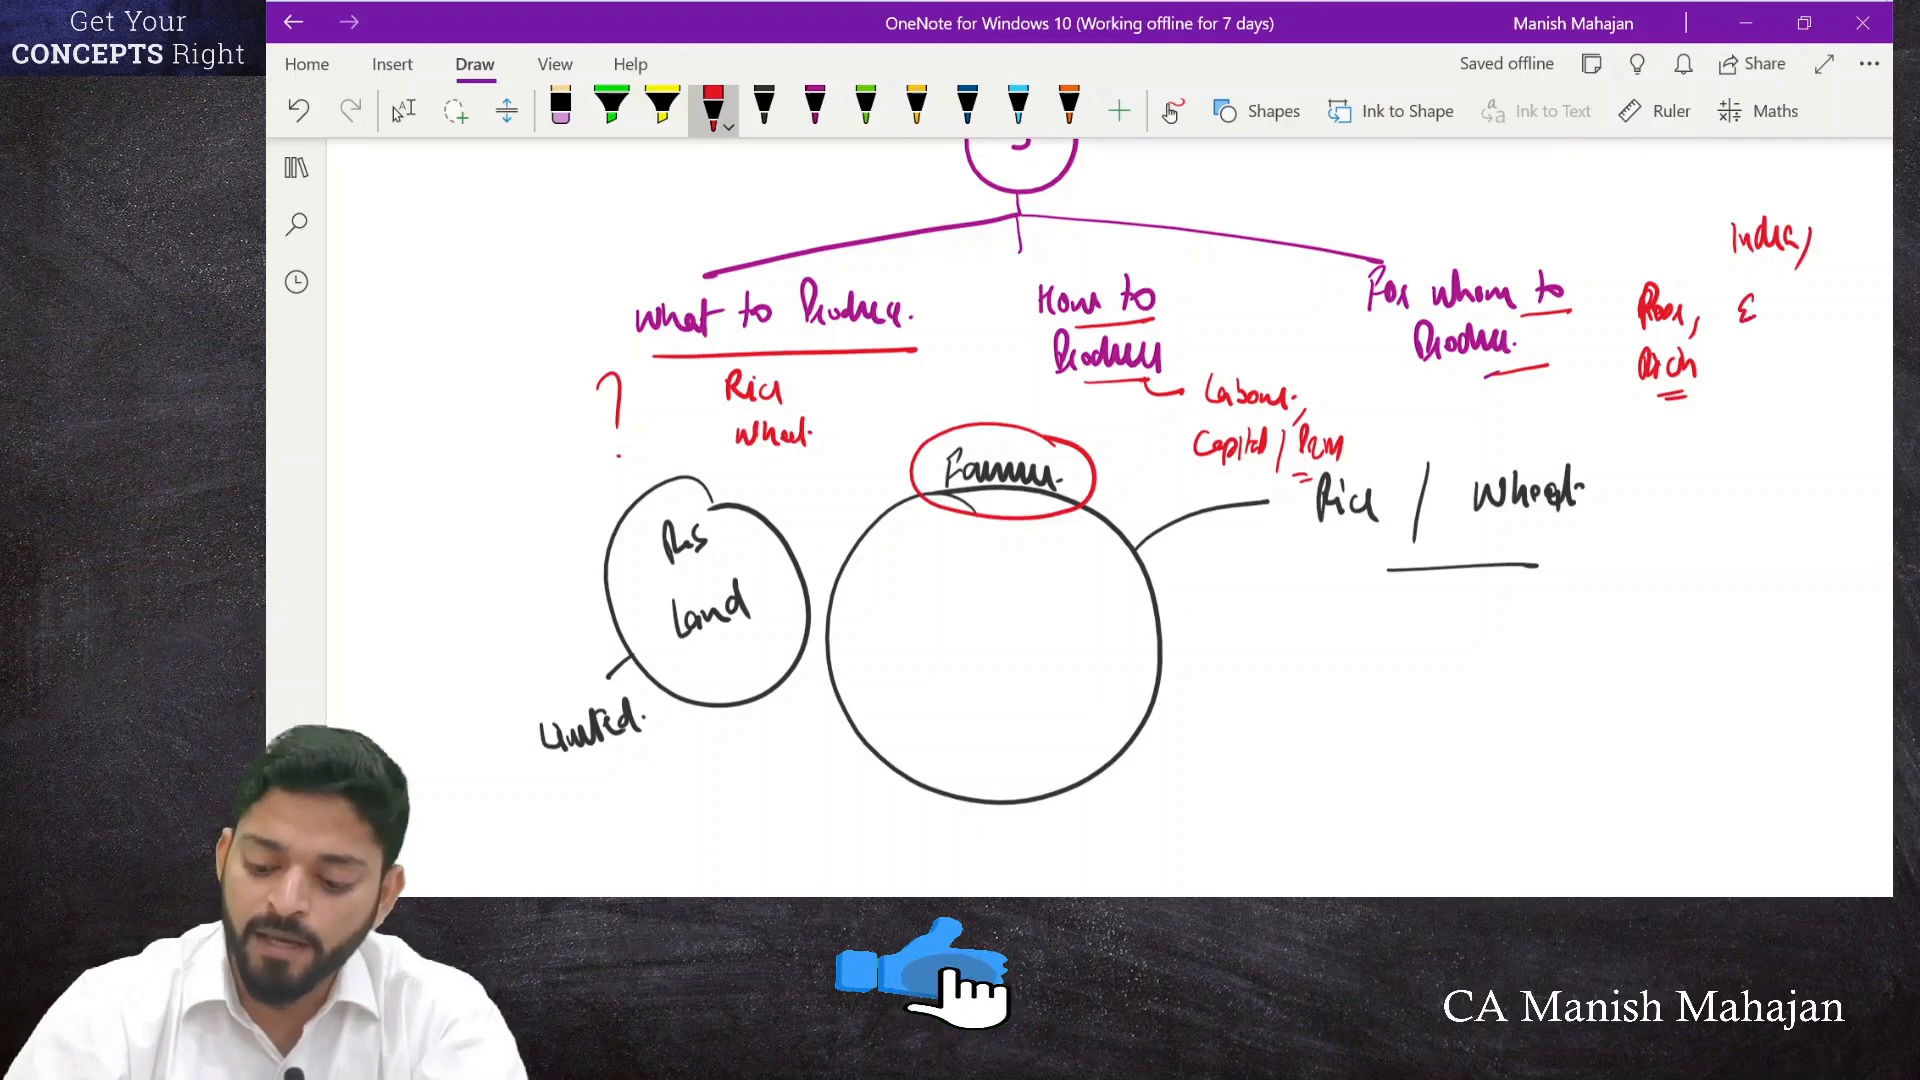 Get Your
CONCEPTS Right
OneNote for Windows 10 (Working offline for 7 days)
Manish Mahajan
Home
Insert
Draw
View
Help
Saved offline
Share
Shapes
Ink to Shape
Ink to Text
Ruler
Maths
3
What to Produce.
How to
Produce
For whom to
Produce.
India,
Poor, &
Rich
?
Rice
Wheat.
Labour,
Capital /
Farmer.
Rice / Wheat.
Res
Land
Limited.
CA Manish Mahajan